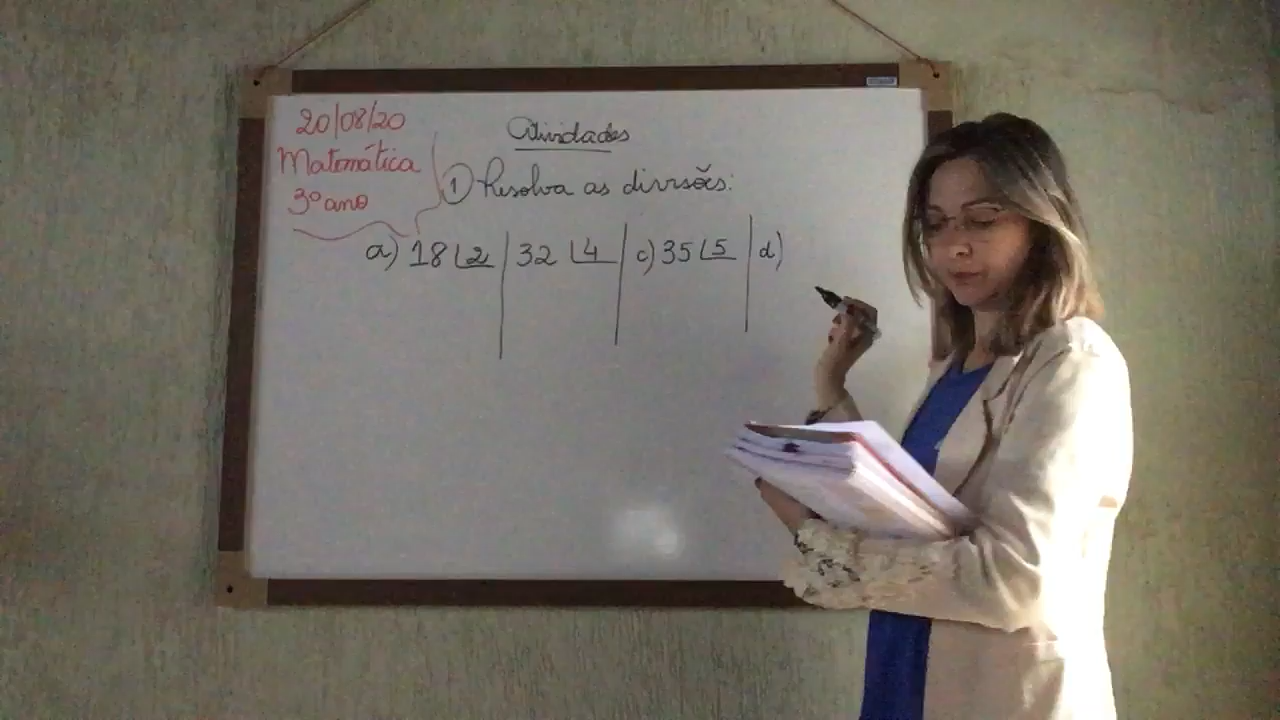 20/08/20
Matemática
3º ano
Atividades
① Resolva as divisões:
a) 18 2 32 4 c) 35 5 d)